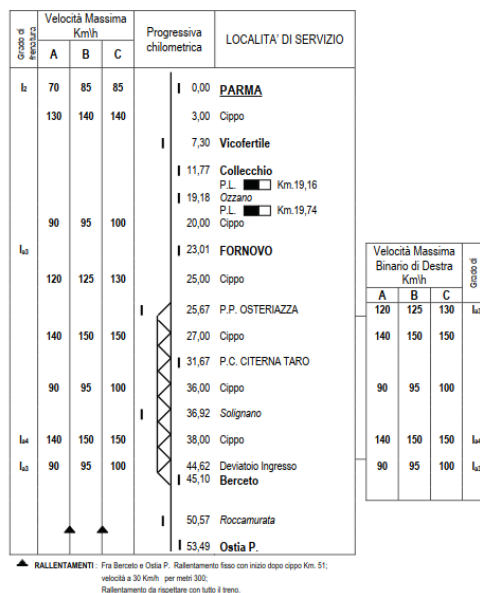 Grado di frenatura
Velocità Massima
Km\h
Progressiva
chilometrica
LOCALITA' DI SERVIZIO
A B C
I2 70 85 85 0,00 PARMA
130 140 140 3,00 Cippo
7,30 Vicofertile
11,77 Collecchio
P.L. Km.19,16
19,18 Ozzano
P.L. Km.19,74
90 95 100 20,00 Cippo
Ia3 23,01 FORNOVO
120 125 130 25,00 Cippo
25,67 P.P. OSTERIAZZA
140 150 150 27,00 Cippo
31,67 P.C. CITERNA TARO
90 95 100 36,00 Cippo
36,92 Solignano
Ia4 140 150 150 38,00 Cippo
Ia3 90 95 100 44,62 Deviatoio Ingresso
45,10 Berceto
50,57 Roccamurata
53,49 Ostia P.
Velocità Massima
Binario di Destra
Km\h
Grado di
A B C
120 125 130 Ia3
140 150 150
90 95 100
140 150 150 Ia4
90 95 100 Ia3
RALLENTAMENTI : Fra Berceto e Ostia P. Rallentamento fisso con inizio dopo cippo Km. 51;
velocità a 30 Km/h per metri 300;
Rallentamento da rispettare con tutto il treno.